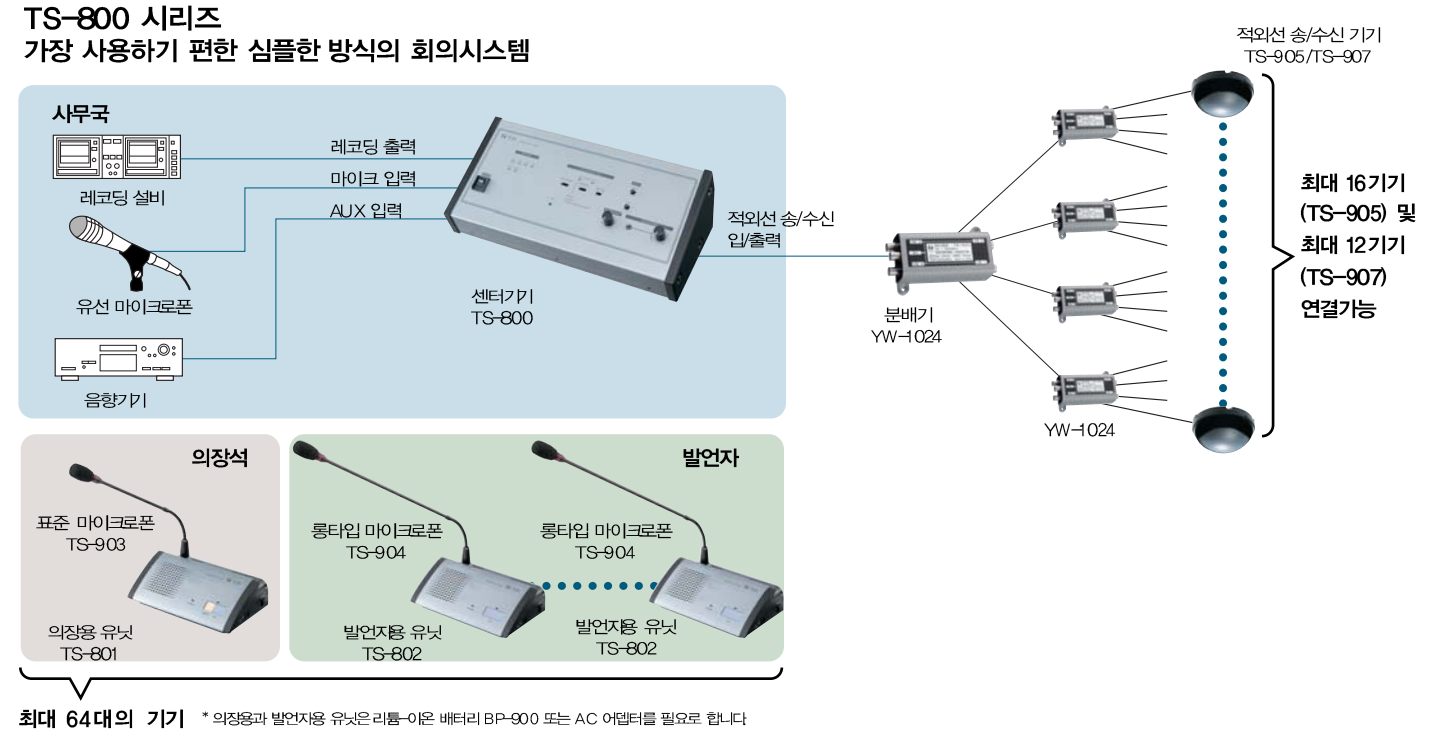 TS-800 시리즈
가장 사용하기 편한 심플한 방식의 회의시스템
사무국
레코딩 설비
유선 마이크로폰
음향기기
레코딩 출력
마이크 입력
AUX 입력
센터기기
TS-800
적외선 송/수신
입/출력
분배기
YW-1024
YW-1024
적외선 송/수신 기기
TS-905/TS-907
최대 16기기
(TS-905) 및
최대 12기기
(TS-907)
연결가능
의장석
표준 마이크로폰
TS-903
의장용 유닛
TS-801
발언자
롱타입 마이크로폰
TS-904
발언자용 유닛
TS-802
롱타입 마이크로폰
TS-904
발언자용 유닛
TS-802
최대 64대의 기기
* 의장용과 발언자용 유닛은 리튬-이온 배터리 BP-900 또는 AC 어뎁터를 필요로 합니다